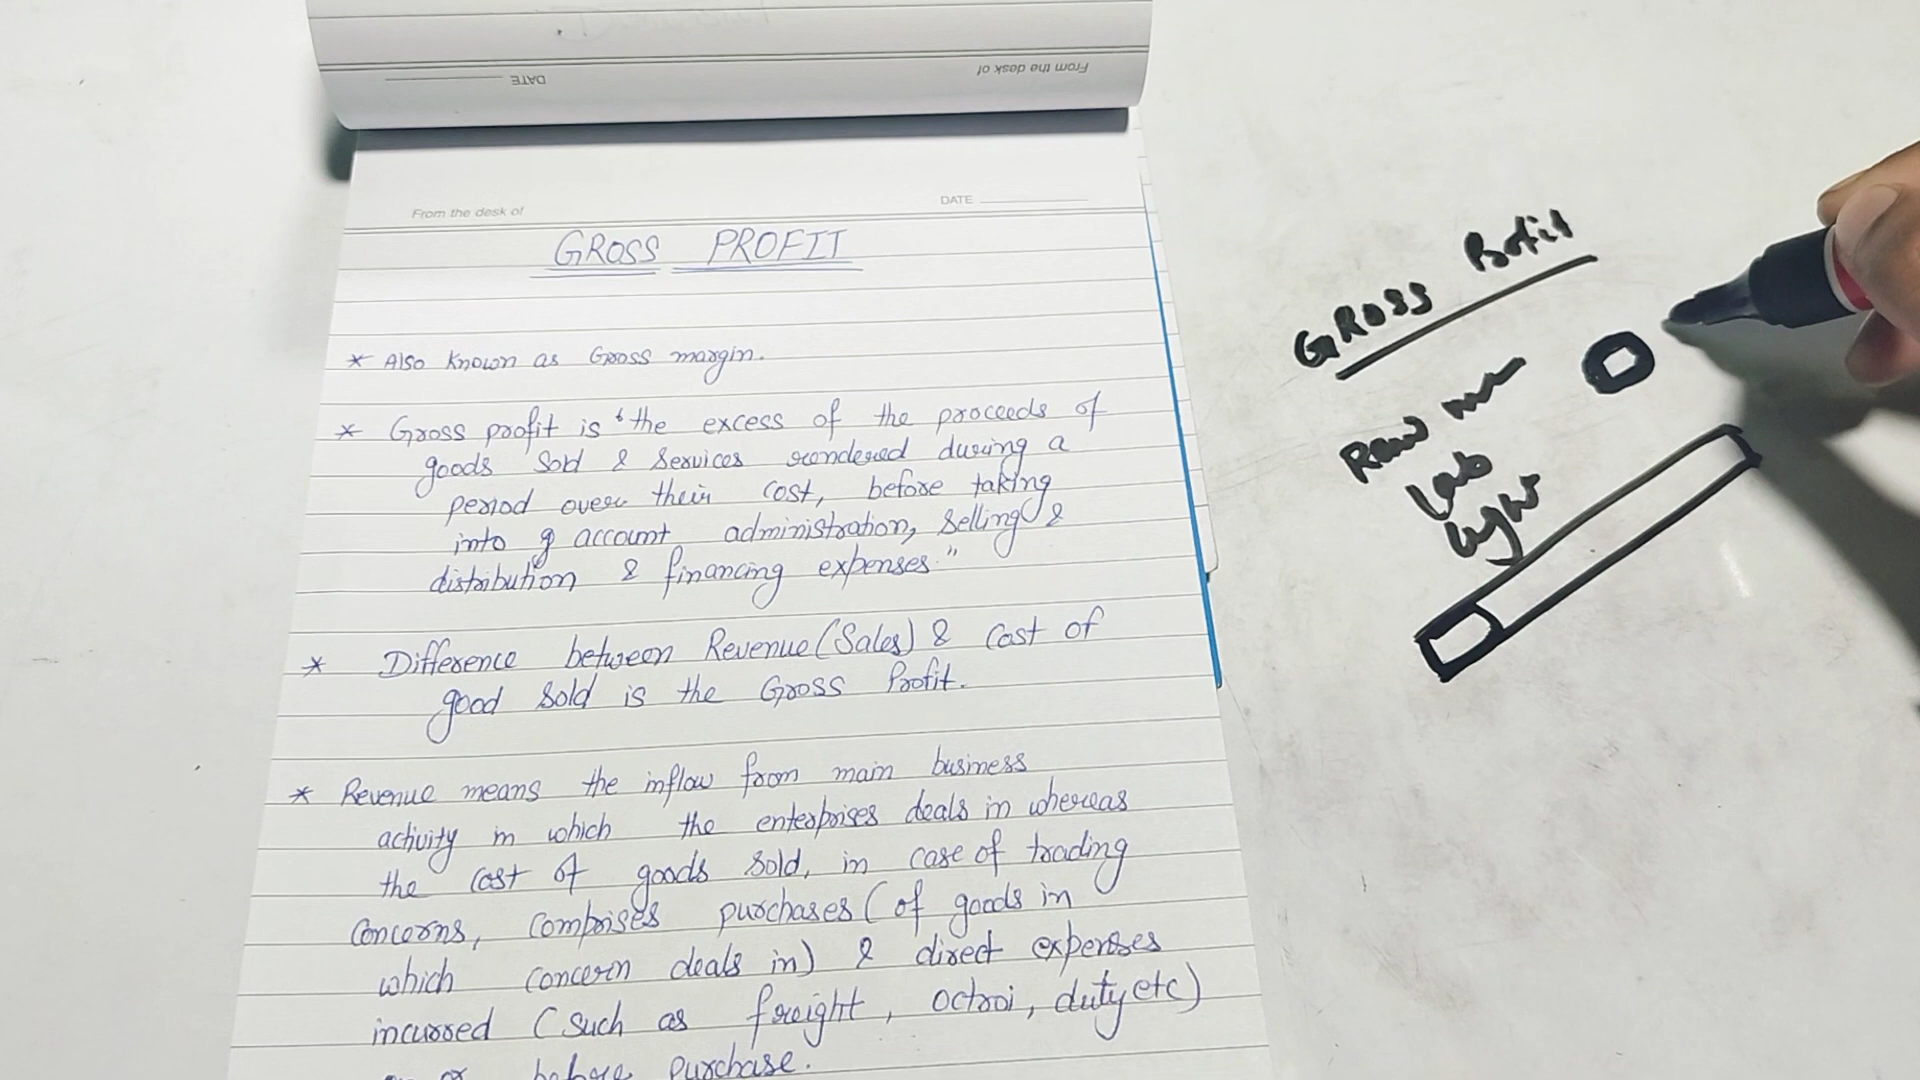 From the desk of
DATE
From the desk of
DATE
GROSS PROFIT
* Also known as Gross margin.
* Gross profit is "the excess of the proceeds of
goods sold & services rendered during a
period over their cost, before taking
into account administration, selling &
distribution & financing expenses."
* Difference between Revenue (Sales) & Cost of
good sold is the Gross Profit.
* Revenue means the inflow from main business
activity in which the enterprises deals in whereas
the cost of goods sold, in case of trading
concerns, comprises purchases (of goods in
which concern deals in) & direct expenses
incurred (such as freight, octroi, duty etc)
on or before purchase.
GROSS Profit
Raw
Lab